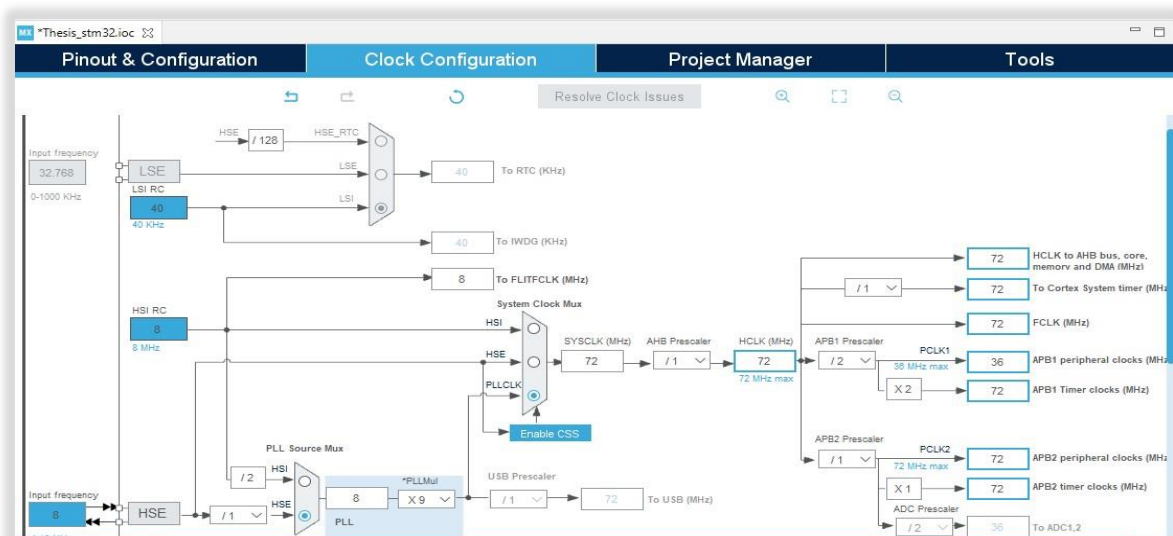 MX *Thesis_stm32.ioc
Pinout & Configuration Clock Configuration Project Manager Tools
Resolve Clock Issues
HSE / 128 HSE_RTC
Input frequency
32.768 LSE LSE 40 To RTC (KHz)
0-1000 KHz
LSI RC
40 LSI
40 KHz
40 To IWDG (KHz)
8 To FLITFCLK (MHz)
HSI RC
8
8 MHz
System Clock Mux
HSI
HSE
PLLCLK
Enable CSS
SYSCLK (MHz) AHB Prescaler HCLK (MHz) APB1 Prescaler
72 / 1 72 / 2
72 MHz max
72 HCLK to AHB bus, core,
memory and DMA (MHz)
/ 1 72 To Cortex System timer (MHz
72 FCLK (MHz)
PCLK1
36 MHz max 36 APB1 peripheral clocks (MHz
X 2 72 APB1 Timer clocks (MHz)
APB2 Prescaler
/ 1
PCLK2
72 MHz max 72 APB2 peripheral clocks (MHz
X 1 72 APB2 timer clocks (MHz)
ADC Prescaler
/ 2 36 To ADC1,2
PLL Source Mux
/ 2 HSI
*PLLMul
8 X 9
PLL
USB Prescaler
/ 1 72 To USB (MHz)
Input frequency
8 HSE / 1 HSE